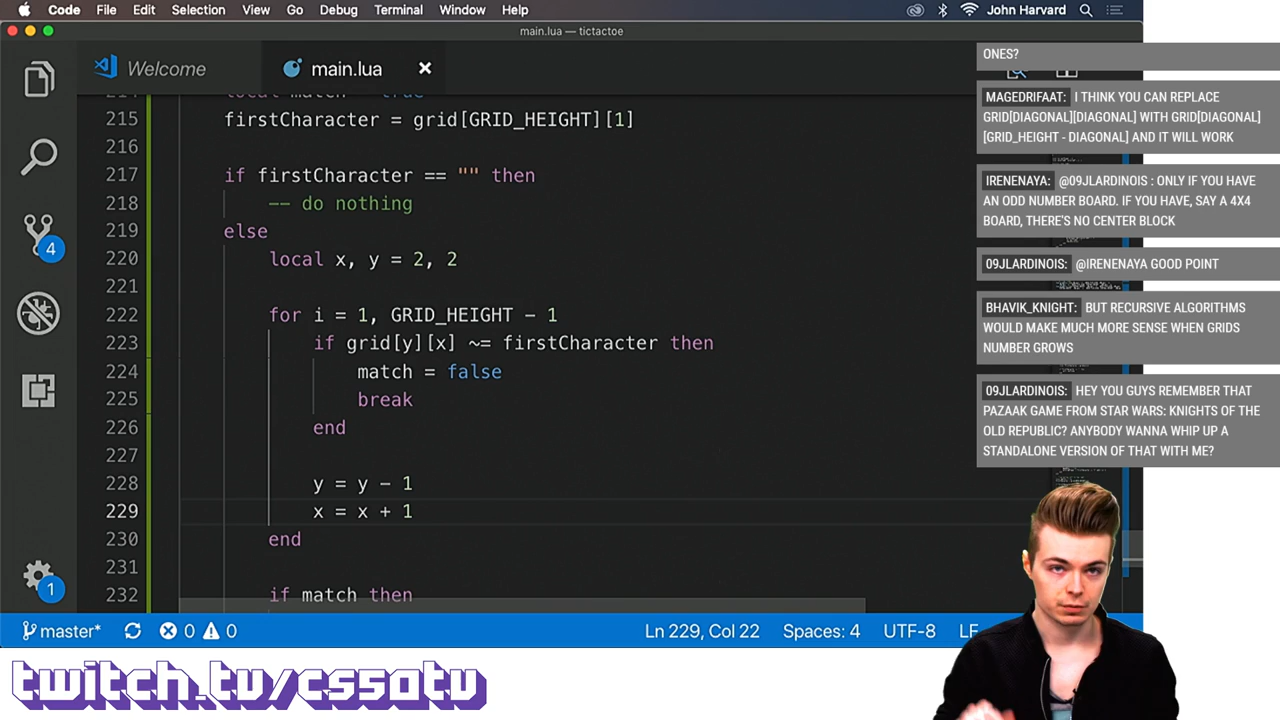 Code File Edit Selection View Go Debug Terminal Window Help John Harvard
main.lua — tictactoe
Welcome main.lua
215 firstCharacter = grid[GRID_HEIGHT][1]
216
217 if firstCharacter == "" then
218 -- do nothing
219 else
220 local x, y = 2, 2
221
222 for i = 1, GRID_HEIGHT - 1
223 if grid[y][x] ~= firstCharacter then
224 match = false
225 break
226 end
227
228 y = y - 1
229 x = x + 1
230 end
231
232 if match then
ONES?
MAGEDRIFAAT: I THINK YOU CAN REPLACE
GRID[DIAGONAL][DIAGONAL] WITH GRID[DIAGONAL]
[GRID_HEIGHT - DIAGONAL] AND IT WILL WORK
IRENENAYA: @09JLARDINOIS : ONLY IF YOU HAVE
AN ODD NUMBER BOARD. IF YOU HAVE, SAY A 4X4
BOARD, THERE'S NO CENTER BLOCK
09JLARDINOIS: @IRENENAYA GOOD POINT
BHAVIK_KNIGHT: BUT RECURSIVE ALGORITHMS
WOULD MAKE MUCH MORE SENSE WHEN GRIDS
NUMBER GROWS
09JLARDINOIS: HEY YOU GUYS REMEMBER THAT
PAZAAK GAME FROM STAR WARS: KNIGHTS OF THE
OLD REPUBLIC? ANYBODY WANNA WHIP UP A
STANDALONE VERSION OF THAT WITH ME?
4
1
master* 0 0 Ln 229, Col 22 Spaces: 4 UTF-8 LF
twitch.tv/cs50tv